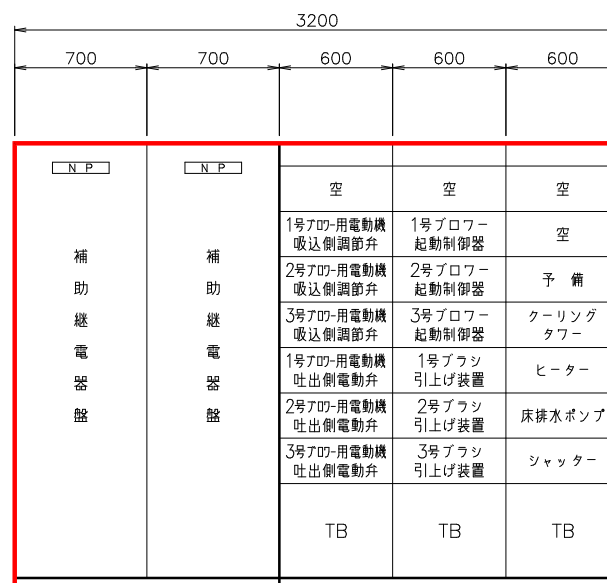 3200
700 700 600 600 600
N P N P
空 空 空
1号ブロワー用電動機 1号ブロワー 空
吸込側調節弁 起動制御器
2号ブロワー用電動機 2号ブロワー 予 備
吸込側調節弁 起動制御器
3号ブロワー用電動機 3号ブロワー クーリング
吸込側調節弁 起動制御器 タワー
1号ブロワー用電動機 1号ブラシ ヒーター
吐出側電動弁 引上げ装置
2号ブロワー用電動機 2号ブラシ 床排水ポンプ
吐出側電動弁 引上げ装置
3号ブロワー用電動機 3号ブラシ シャッター
吐出側電動弁 引上げ装置
補助継電器盤
補助継電器盤
TB TB TB